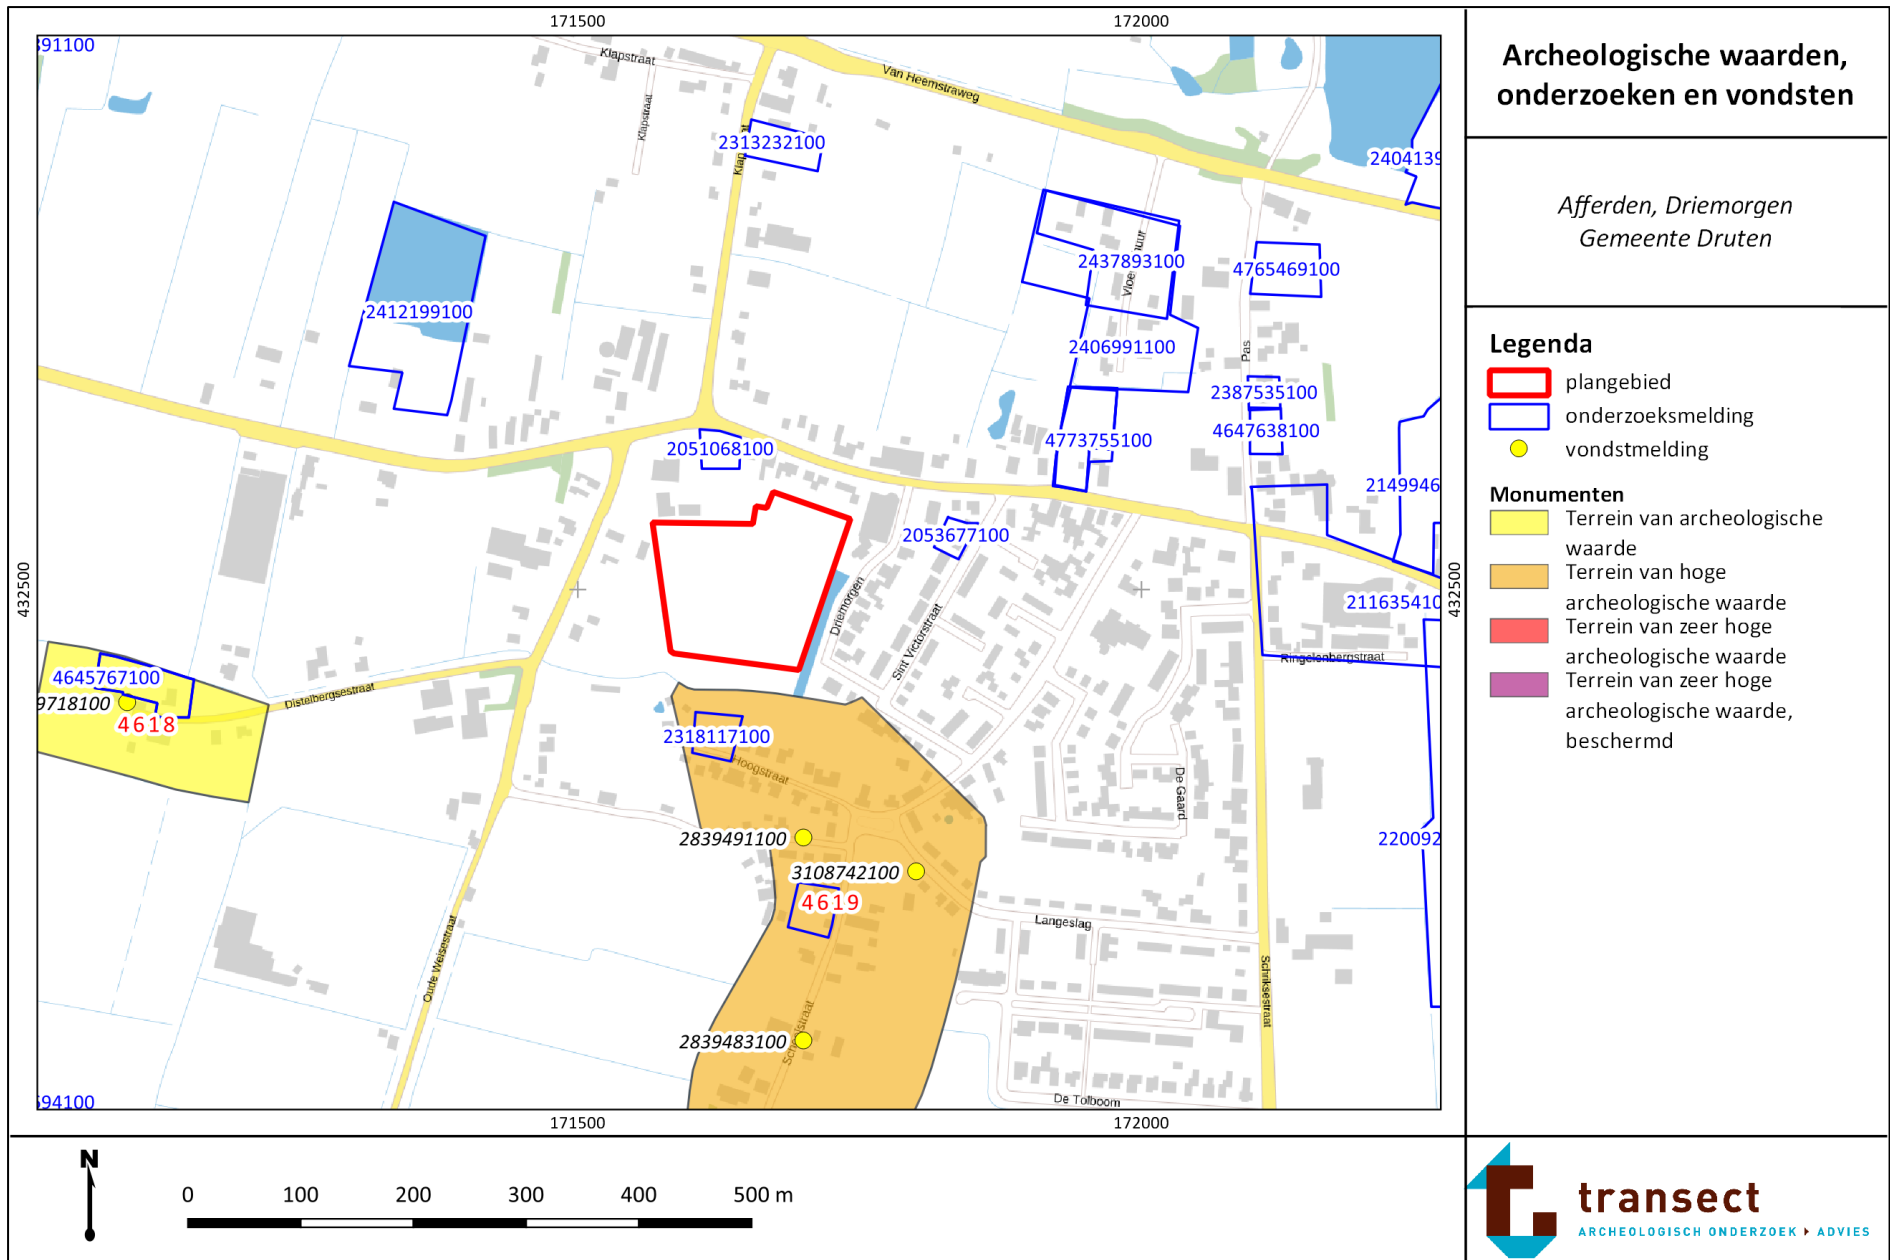 171500
172000
Archeologische waarden,
onderzoeken en vondsten
Afferden, Driemorgen
Gemeente Druten
Legenda
plangebied
onderzoeksmelding
vondstmelding
Monumenten
Terrein van archeologische
waarde
Terrein van hoge
archeologische waarde
Terrein van zeer hoge
archeologische waarde
Terrein van zeer hoge
archeologische waarde,
beschermd
391100
Klapstraat
Klapstraat
Van Heemstraweg
2313232100
2404139
2437893100
4765469100
2412199100
2406991100
Pas
2387535100
4647638100
4773755100
2051068100
2149946
2053677100
432500
432500
Driemorgen
Sint Victorstraat
211635410
Ringelenbergstraat
4645767100
9718100
4618
Distelbergsestraat
2318117100
Hoogstraat
De Gaard
2839491100
220092
3108742100
4619
Langeslag
Oude Weisestraat
Schriksestraat
2839483100
De Tolboom
594100
171500
172000
N
0 100 200 300 400 500 m
transect
ARCHEOLOGISCH ONDERZOEK ADVIES